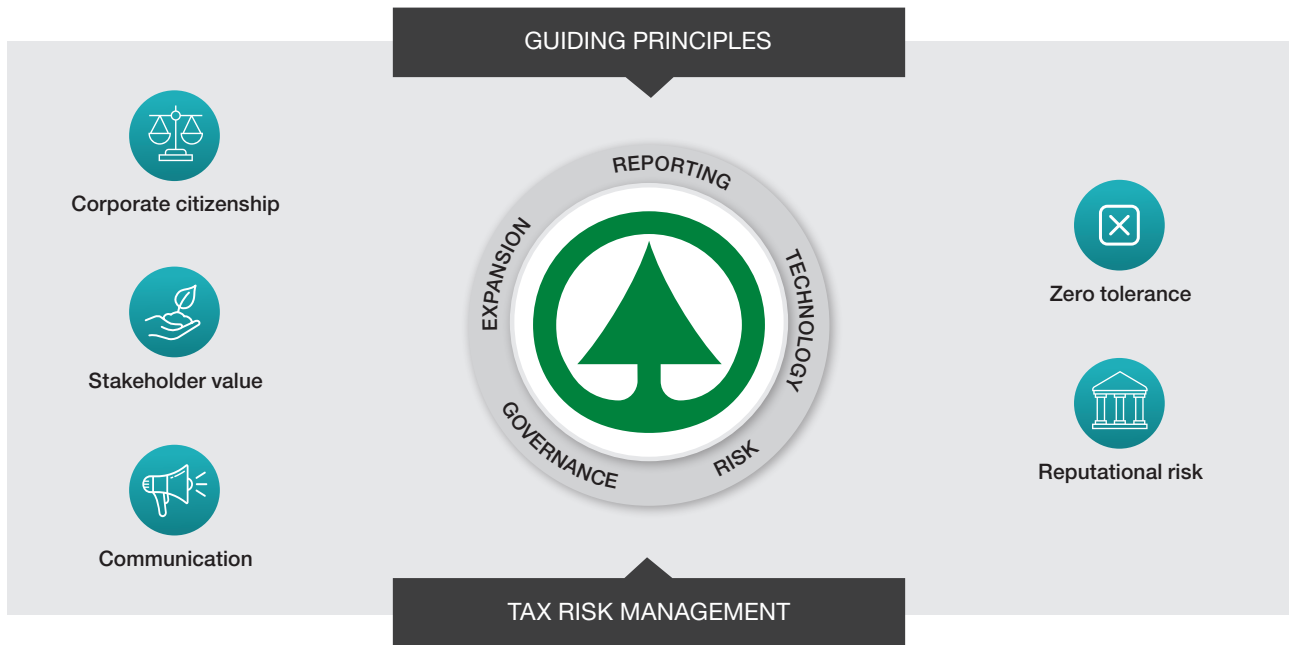 GUIDING PRINCIPLES
Corporate citizenship
Stakeholder value
Communication
REPORTING
TECHNOLOGY
RISK
GOVERNANCE
EXPANSION
Zero tolerance
Reputational risk
TAX RISK MANAGEMENT